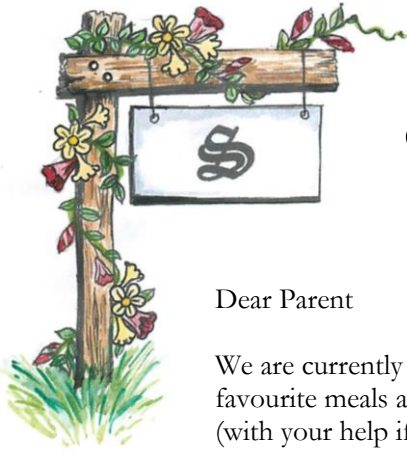 S
Dear Parent
We are currently
favourite meals a
(with your help if